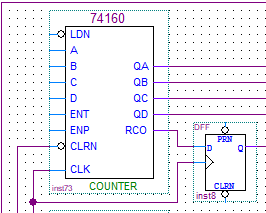 74160
LDN
A
B
C
D
ENT
ENP
CLRN
CLK
QA
QB
QC
QD
RCO
inst73
COUNTER
DFF
PRN
D
Q
CLRN
inst8